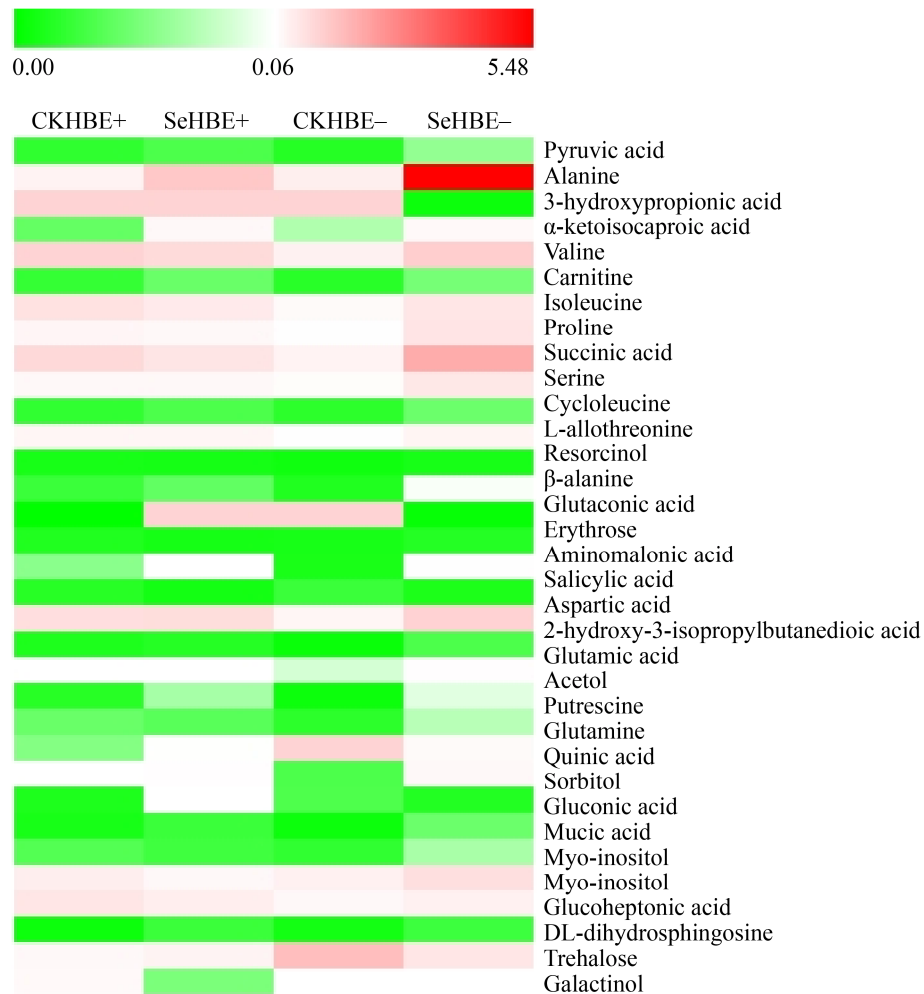 0.00 0.06 5.48
CKHBE+ SeHBE+ CKHBE– SeHBE–
Pyruvic acid
Alanine
3-hydroxypropionic acid
α-ketoisocaproic acid
Valine
Carnitine
Isoleucine
Proline
Succinic acid
Serine
Cycloleucine
L-allothreonine
Resorcinol
β-alanine
Glutaconic acid
Erythrose
Aminomalonic acid
Salicylic acid
Aspartic acid
2-hydroxy-3-isopropylbutanedioic acid
Glutamic acid
Acetol
Putrescine
Glutamine
Quinic acid
Sorbitol
Gluconic acid
Mucic acid
Myo-inositol
Myo-inositol
Glucoheptonic acid
DL-dihydrosphingosine
Trehalose
Galactinol